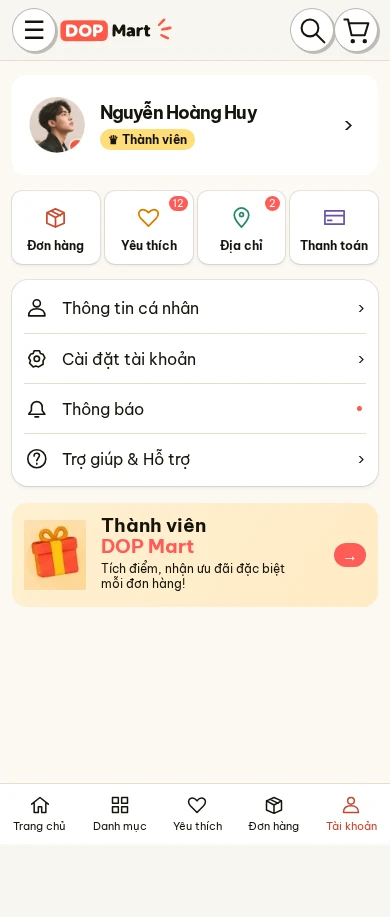 DOP Mart
Nguyễn Hoàng Huy
Thành viên
12
2
Đơn hàng
Yêu thích
Địa chỉ
Thanh toán
Thông tin cá nhân
Cài đặt tài khoản
Thông báo
Trợ giúp & Hỗ trợ
Thành viên
DOP Mart
Tích điểm, nhận ưu đãi đặc biệt
mỗi đơn hàng!
Trang chủ
Danh mục
Yêu thích
Đơn hàng
Tài khoản